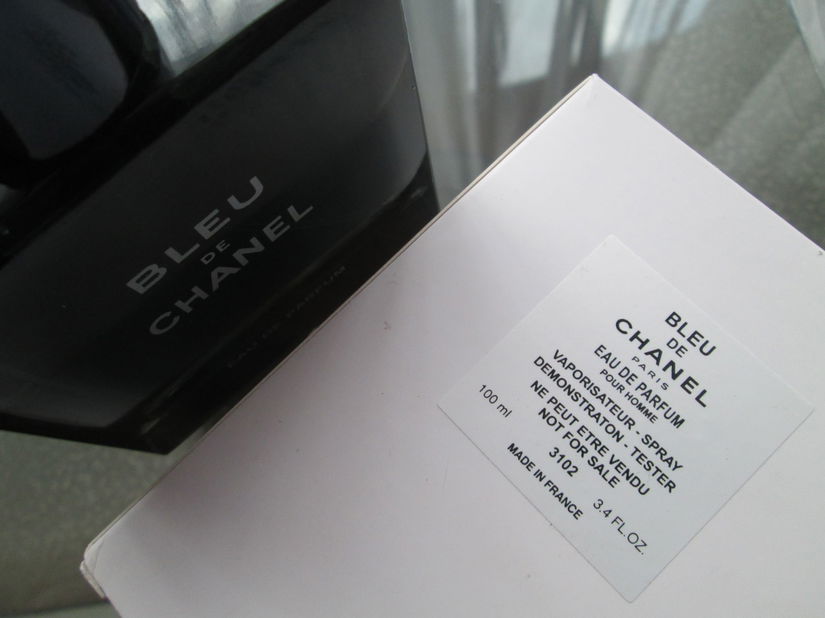 BLEU
DE
CHANEL
EAU DE PARFUM
BLEU
DE
CHANEL
PARIS
EAU DE PARFUM
POUR HOMME
VAPORISATEUR - SPRAY
DEMONSTRATON - TESTER
NE PEUT ETRE VENDU
NOT FOR SALE
3102
100 ml 3.4 FL.OZ.
MADE IN FRANCE